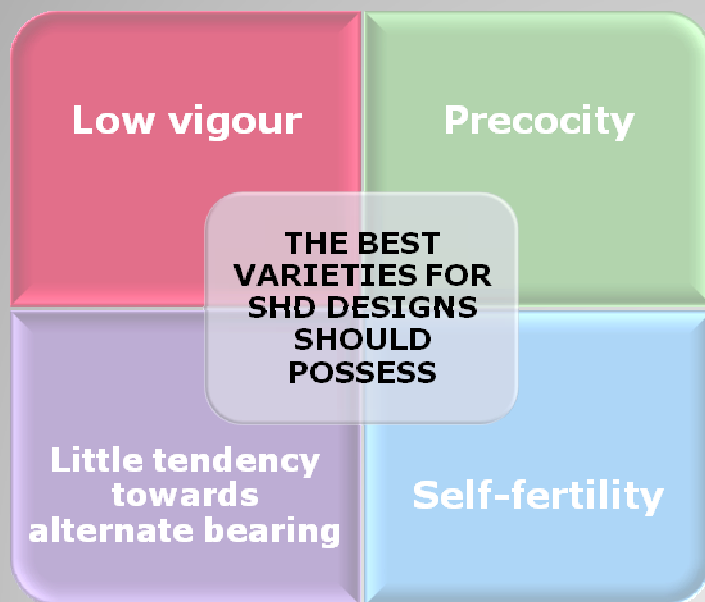 Low vigour
Precocity
THE BEST
VARIETIES FOR
SHD DESIGNS
SHOULD
POSSESS
Little tendency
towards
alternate bearing
Self-fertility